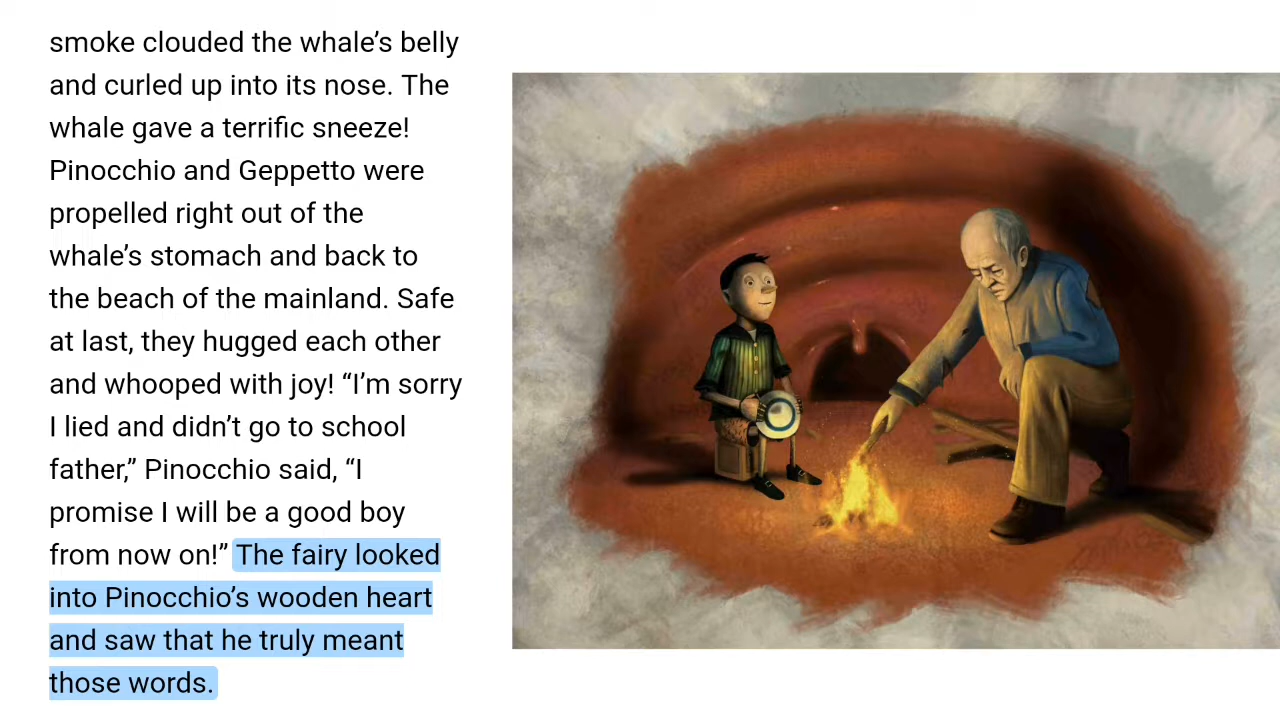 smoke clouded the whale’s belly
and curled up into its nose. The
whale gave a terrific sneeze!
Pinocchio and Geppetto were
propelled right out of the
whale’s stomach and back to
the beach of the mainland. Safe
at last, they hugged each other
and whooped with joy! “I’m sorry
I lied and didn’t go to school
father,” Pinocchio said, “I
promise I will be a good boy
from now on!” The fairy looked
into Pinocchio’s wooden heart
and saw that he truly meant
those words.